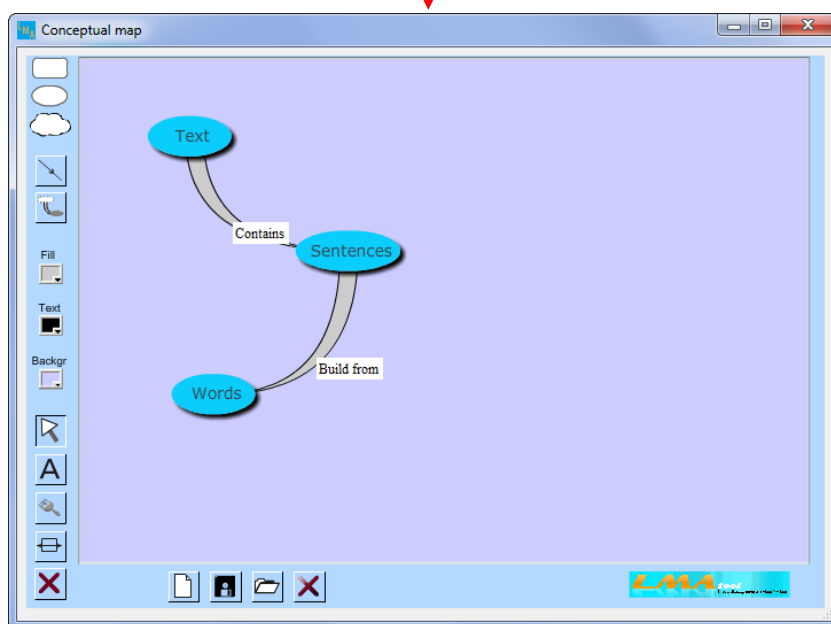 Conceptual map
Text
Contains
Sentences
Fill
Text
Build from
Backgr
Words
A
LMA